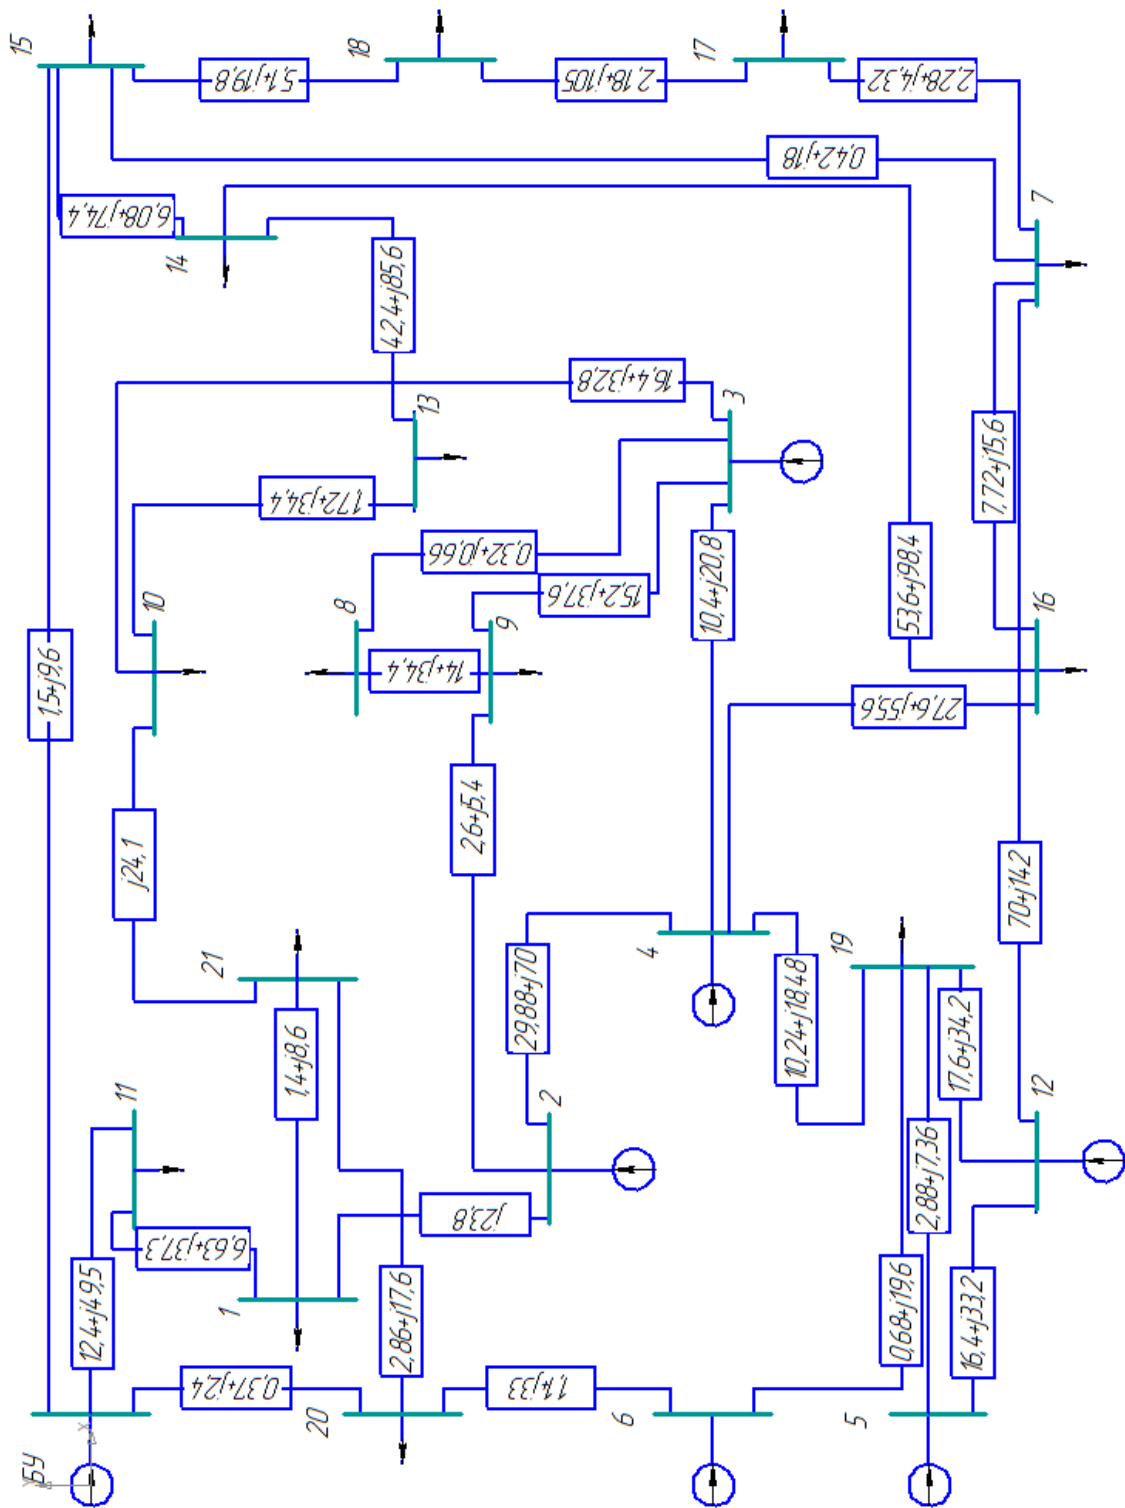 15
18
17
5,1+j19,8
2,18+j105
2,28+j4,32
0,42+j18
6,08+j74,4
14
7
42,4+j85,6
16,4+j32,8
13
3
1,72+j34,4
0,32+j0,66
15,2+j37,6
10,4+j20,8
7,72+j15,6
53,6+j98,4
10
8
9
16
1,5+j9,6
14+j34,4
27,6+j55,6
j24,1
2,6+j5,4
70+j142
21
4
19
29,88+j70
10,24+j18,48
17,6+j34,2
1,4+j8,6
11
2
12
6,63+j37,3
j23,8
2,88+j7,36
12,4+j49,5
1
2,86+j17,6
0,68+j19,6
16,4+j33,2
0,37+j2,4
1,1+j33
20
6
5
БУ
X
Y